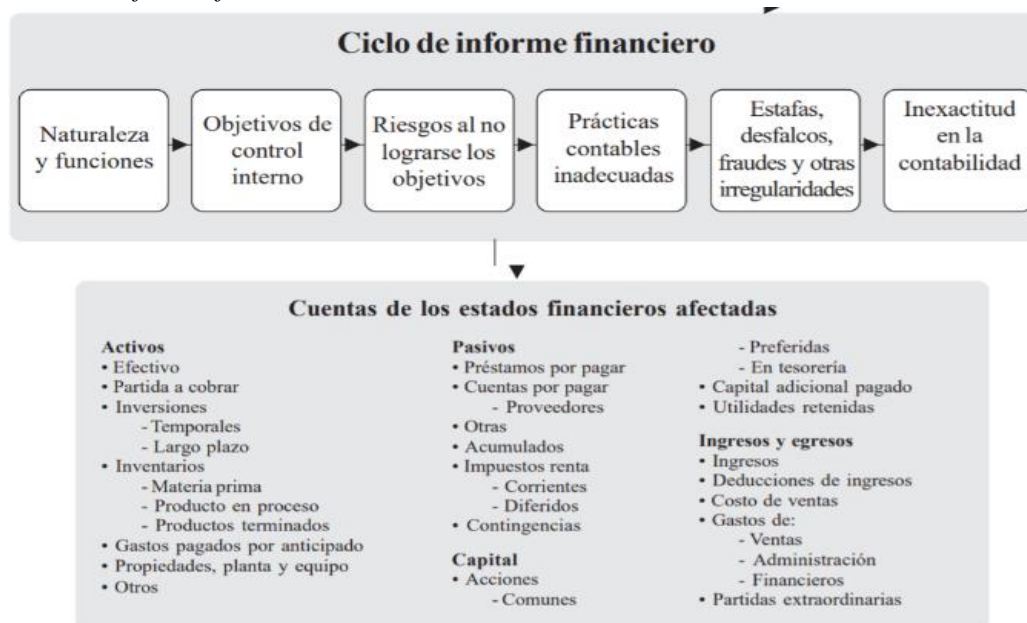 Ciclo de informe financiero
Naturaleza
y funciones
Objetivos de
control
interno
Riesgos al no
lograrse los
objetivos
Prácticas
contables
inadecuadas
Estafas,
desfalcos,
fraudes y otras
irregularidades
Inexactitud
en la
contabilidad
Cuentas de los estados financieros afectadas
Activos
• Efectivo
• Partida a cobrar
• Inversiones
- Temporales
- Largo plazo
• Inventarios
- Materia prima
- Producto en proceso
- Productos terminados
• Gastos pagados por anticipado
• Propiedades, planta y equipo
• Otros
Pasivos
• Préstamos por pagar
• Cuentas por pagar
- Proveedores
• Otras
• Acumulados
• Impuestos renta
- Corrientes
- Diferidos
• Contingencias
Capital
• Acciones
- Comunes
- Preferidas
- En tesorería
• Capital adicional pagado
• Utilidades retenidas
Ingresos y egresos
• Ingresos
• Deducciones de ingresos
• Costo de ventas
• Gastos de:
- Ventas
- Administración
- Financieros
• Partidas extraordinarias